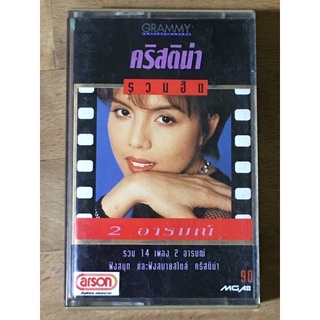 GRAMMY
คริสติน่า
รวมฮิต
2 อารมณ์
รวม 14 เพลง 2 อารมณ์
ฟังสนุก และฟังสบายสไตล์ คริสติน่า
carson
90
MGA